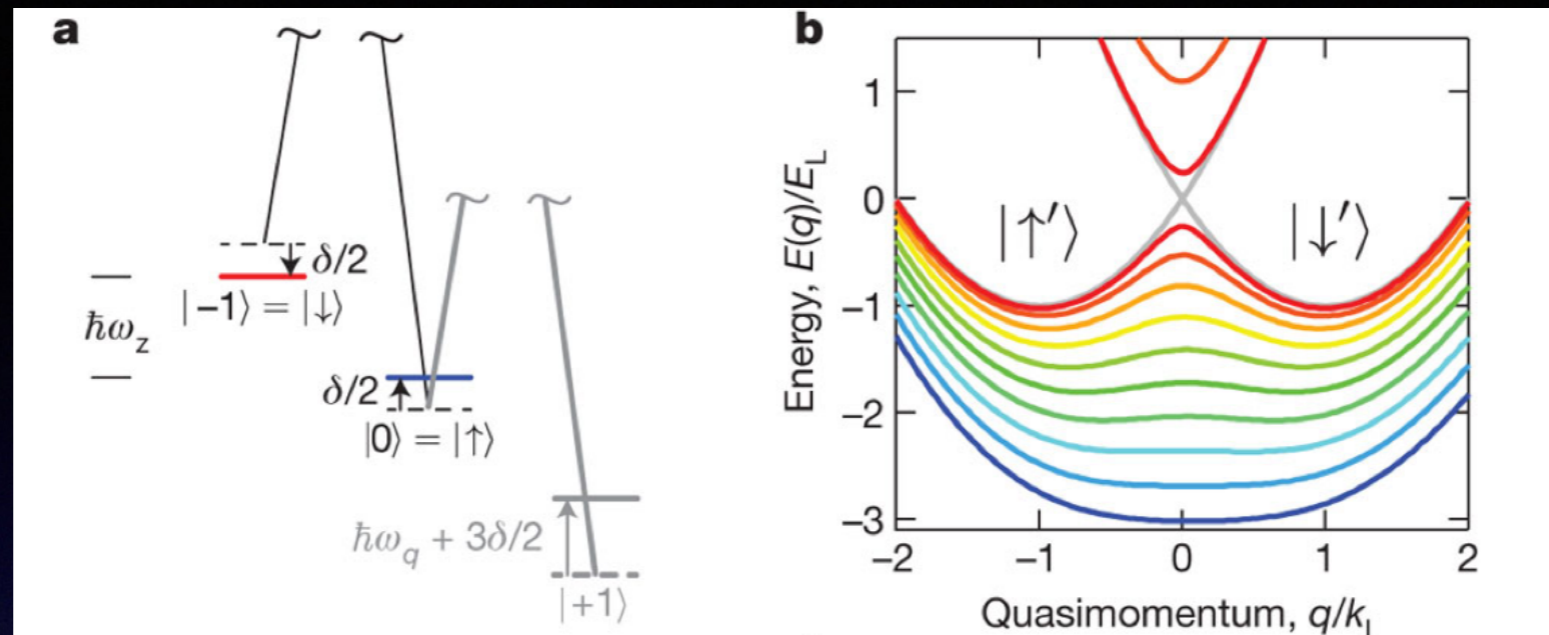 a
δ/2
|−1⟩ = |↓⟩
ħω_z
δ/2
|0⟩ = |↑⟩
ħω_q + 3δ/2
|+1⟩
b
Energy, E(q)/E_L
1
0
−1
−2
−3
|↑′⟩ |↓′⟩
−2 −1 0 1 2
Quasimomentum, q/k_L